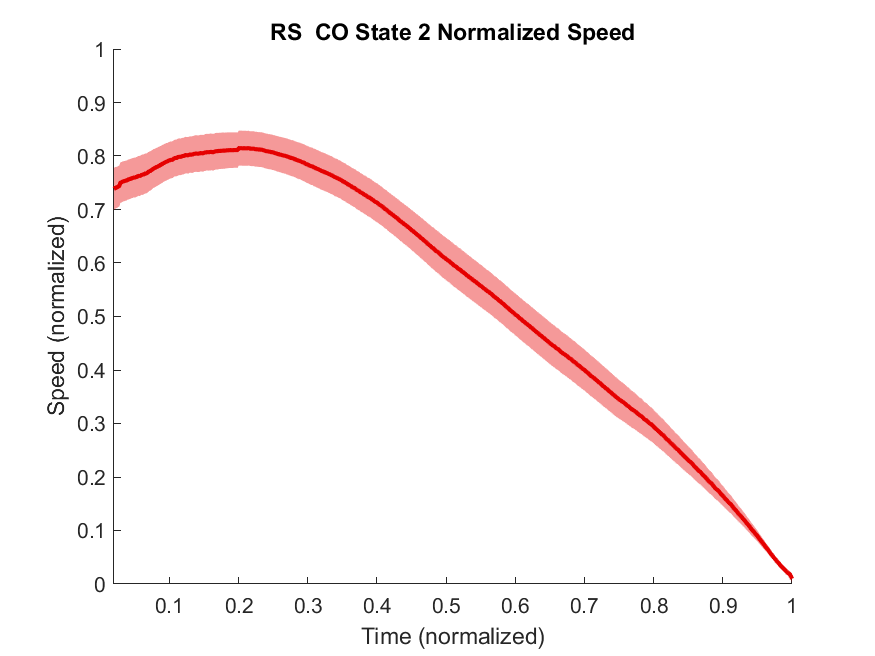 RS  CO State 2 Normalized Speed
1
0.9
0.8
0.7
0.6
0.5
0.4
0.3
0.2
0.1
0
Speed (normalized)
0.1 0.2 0.3 0.4 0.5 0.6 0.7 0.8 0.9 1
Time (normalized)